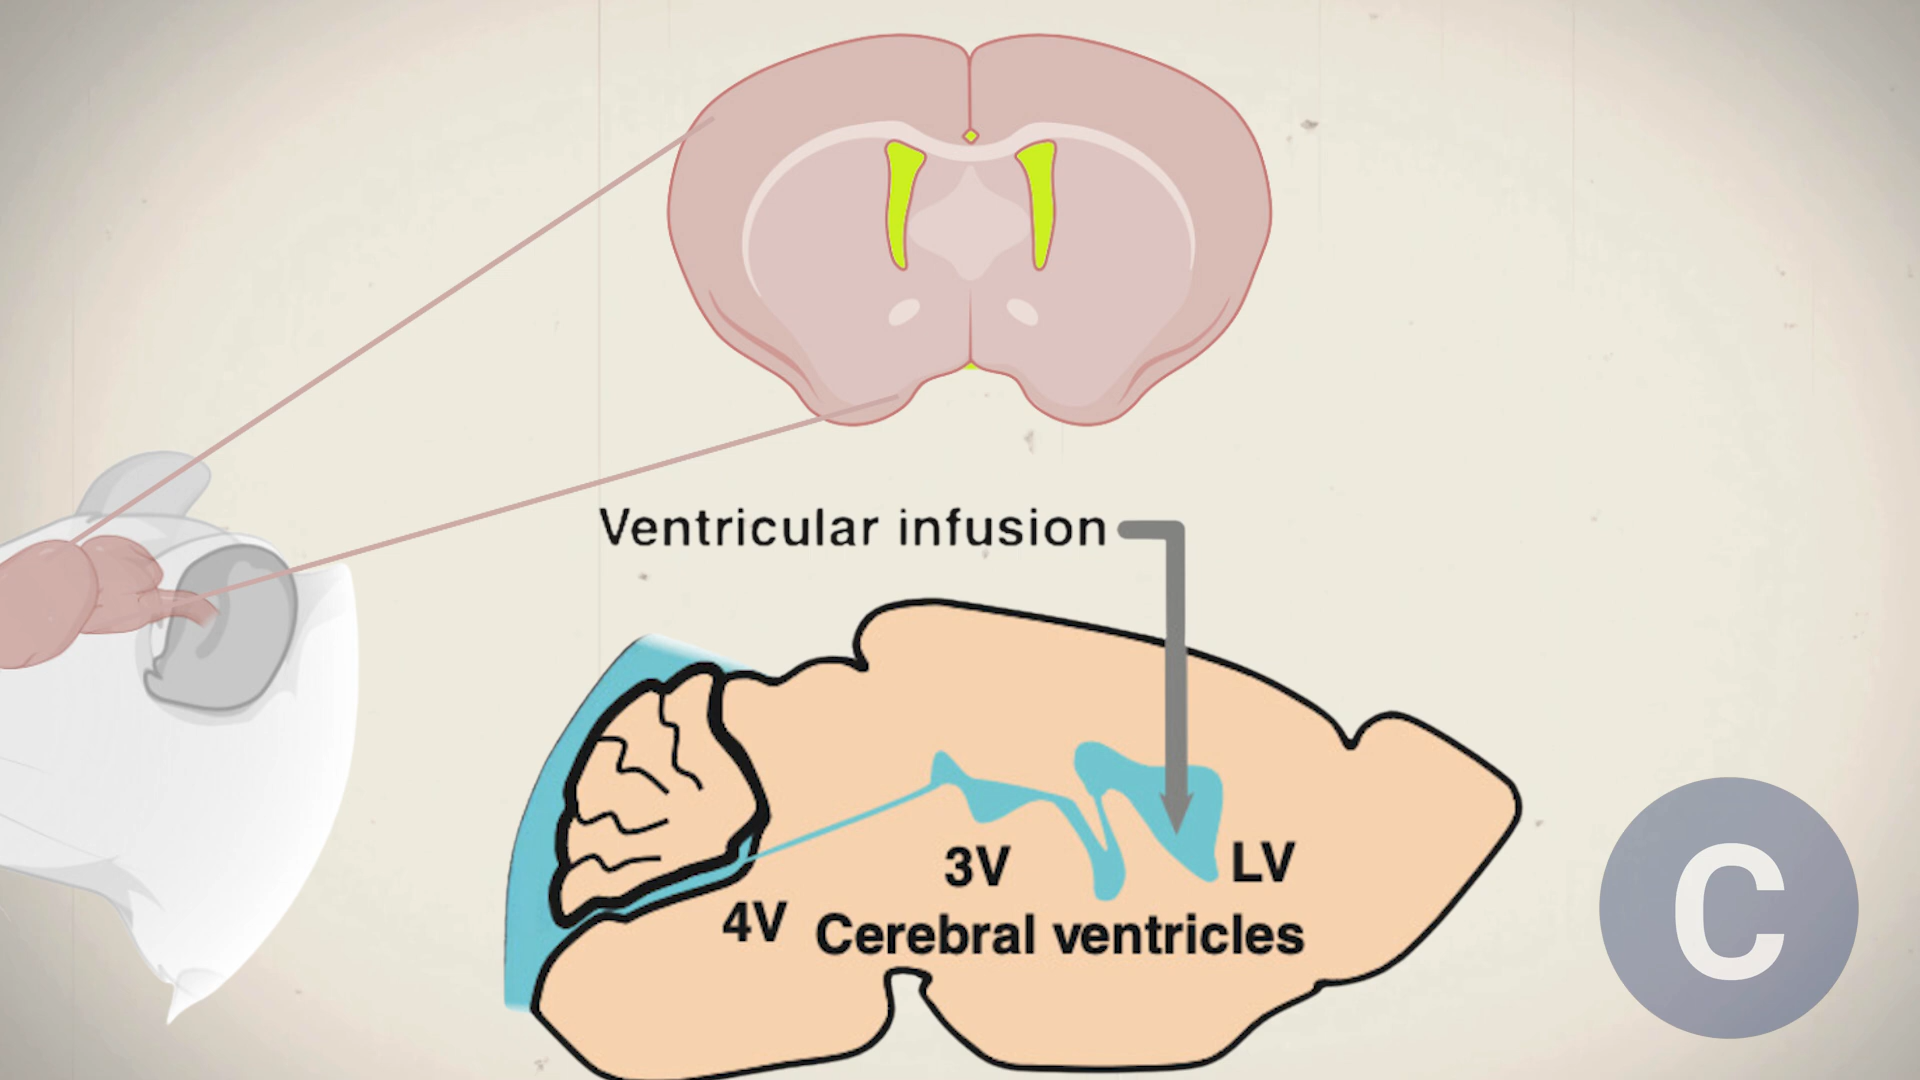 Ventricular infusion
3V
LV
4V
Cerebral ventricles
C